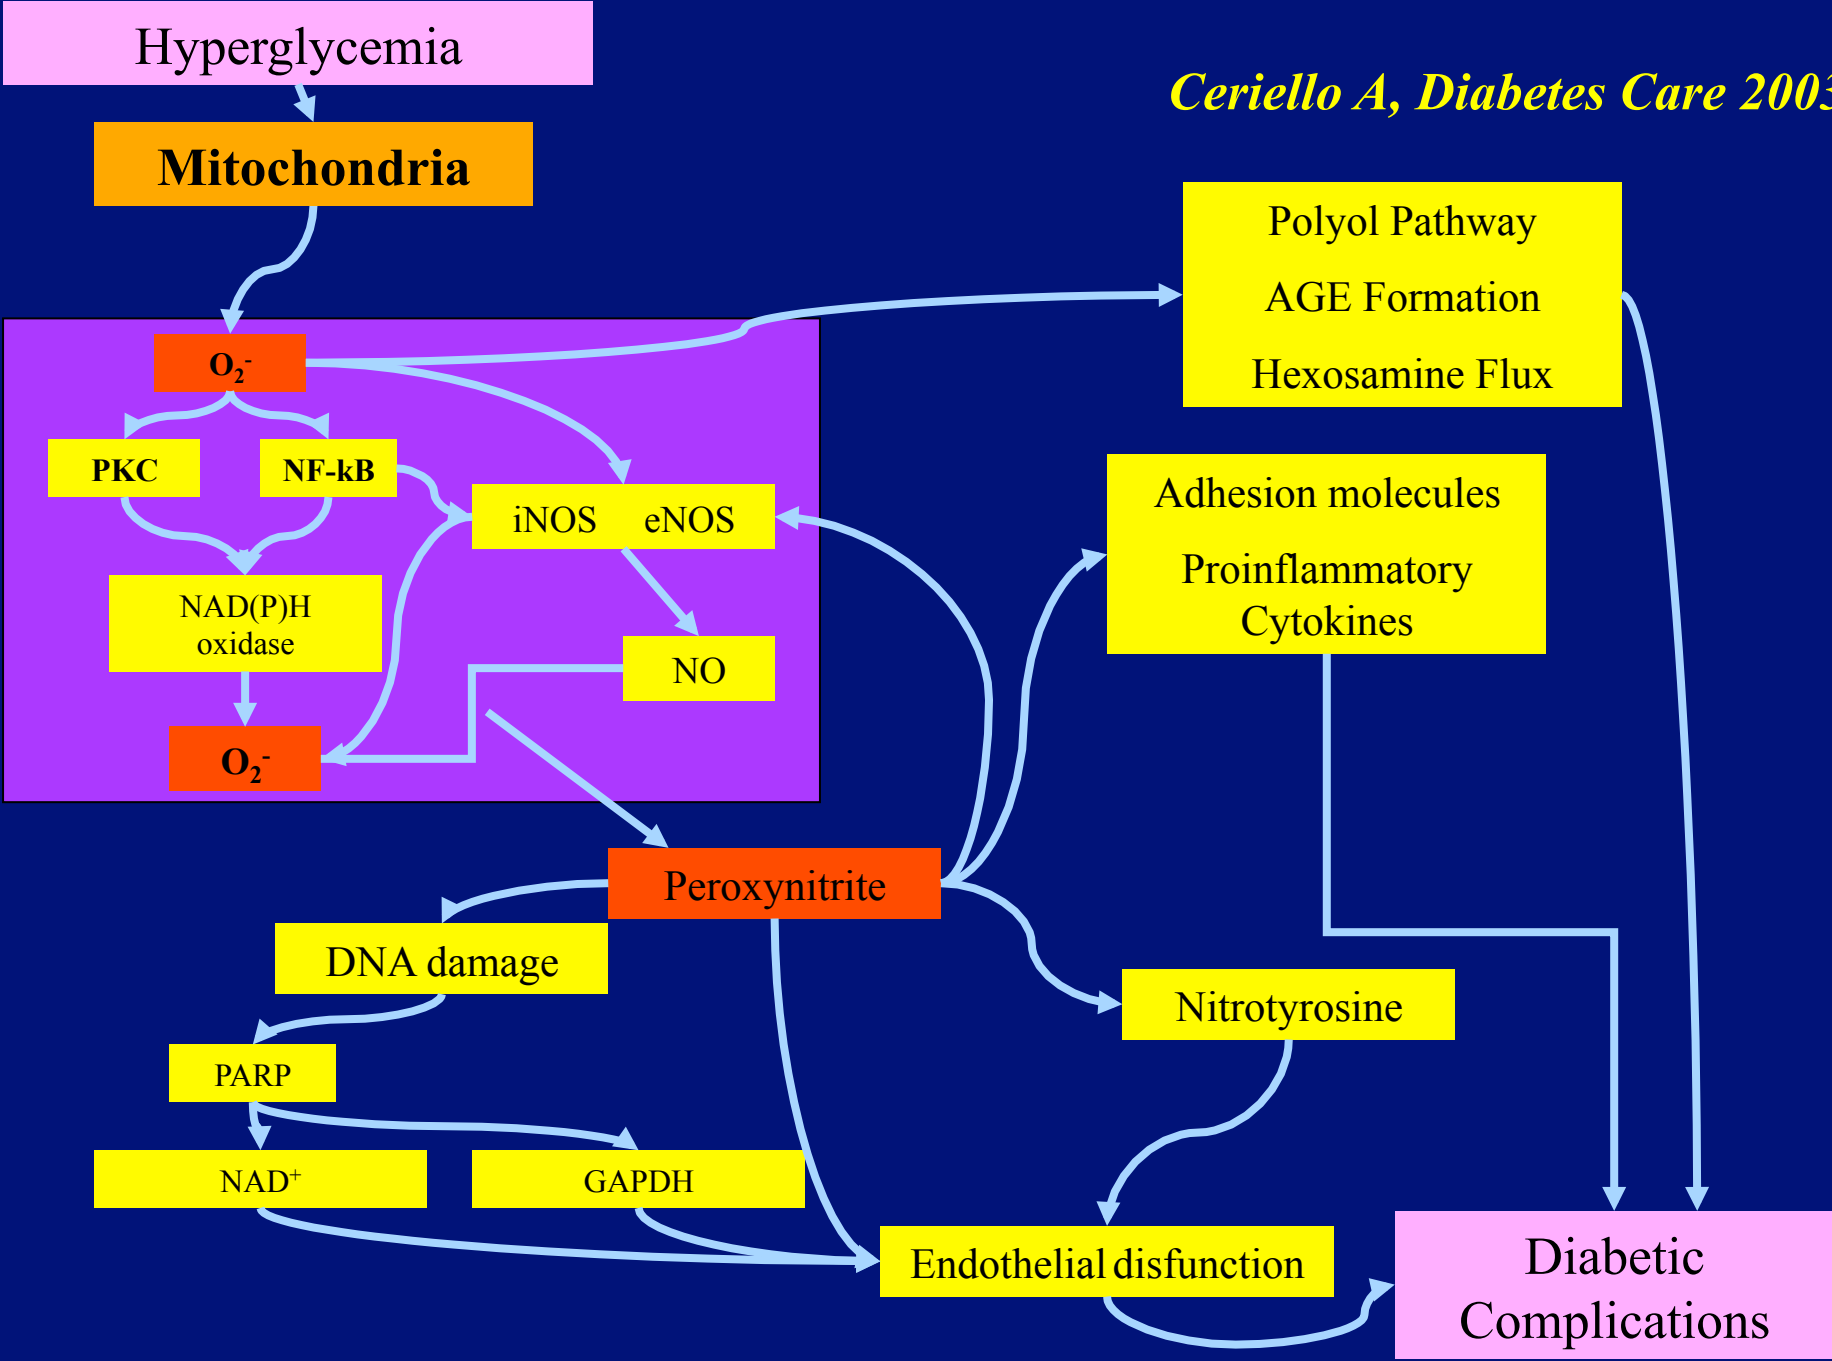 Hyperglycemia
Ceriello A, Diabetes Care 2003
Mitochondria
Polyol Pathway
AGE Formation
Hexosamine Flux
O₂⁻
PKC
NF-kB
iNOS eNOS
Adhesion molecules
Proinflammatory
Cytokines
NAD(P)H
oxidase
NO
O₂⁻
Peroxynitrite
DNA damage
Nitrotyrosine
PARP
NAD⁺
GAPDH
Endothelial disfunction
Diabetic
Complications